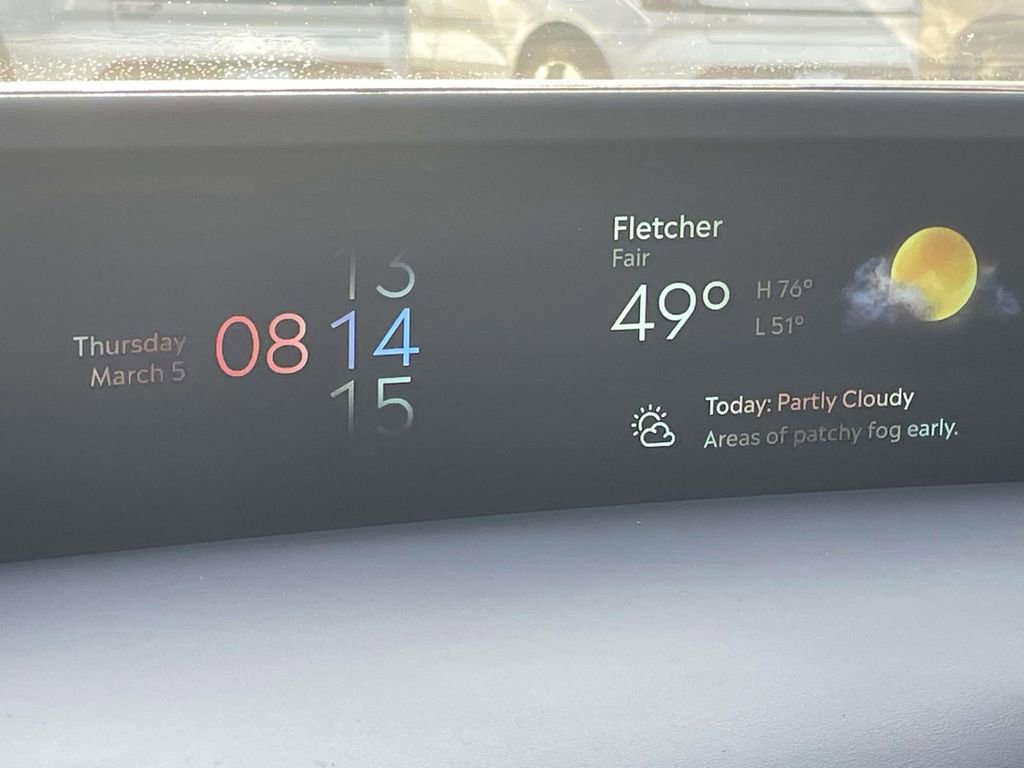 Thursday
March 5
13
08 14
15
Fletcher
Fair
49°
H 76°
L 51°
Today: Partly Cloudy
Areas of patchy fog early.